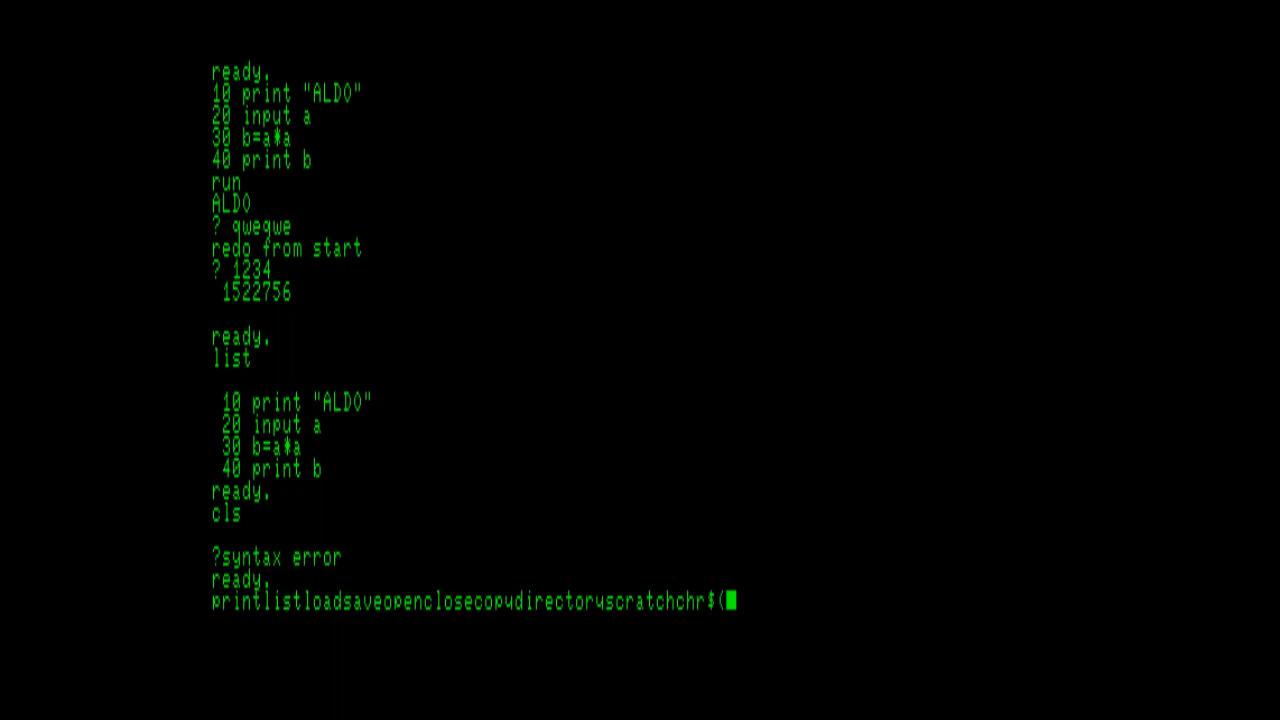 ready.
10 print "ALDO"
20 input a
30 b=a*a
40 print b
run
ALDO
? qweqwe
redo from start
? 1234
 1522756
ready.
list
 10 print "ALDO"
 20 input a
 30 b=a*a
 40 print b
ready.
cls
?syntax error
ready.
printlistloadsaveopenclosecopydirectoryscratchchr$(